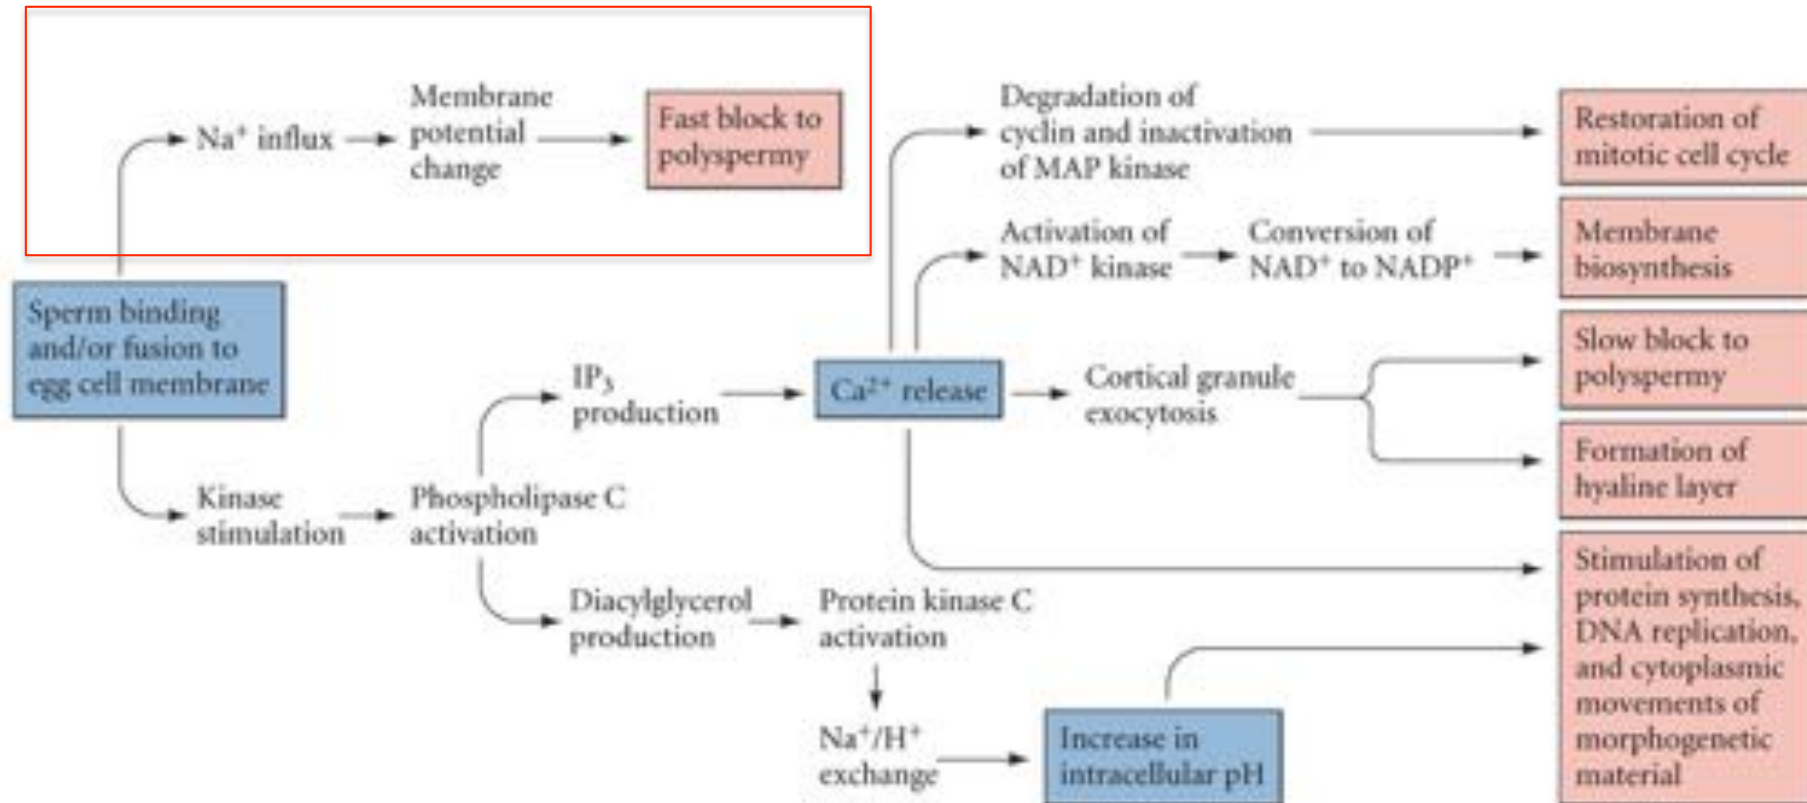 Na⁺ influx
Membrane
potential
change
Fast block to
polyspermy
Degradation of
cyclin and inactivation
of MAP kinase
Restoration of
mitotic cell cycle
Activation of
NAD⁺ kinase
Conversion of
NAD⁺ to NADP⁺
Membrane
biosynthesis
Sperm binding
and/or fusion to
egg cell membrane
IP₃
production
Ca²⁺ release
Cortical granule
exocytosis
Slow block to
polyspermy
Formation of
hyaline layer
Kinase
stimulation
Phospholipase C
activation
Diacylglycerol
production
Protein kinase C
activation
Na⁺/H⁺
exchange
Increase in
intracellular pH
Stimulation of
protein synthesis,
DNA replication,
and cytoplasmic
movements of
morphogenetic
material